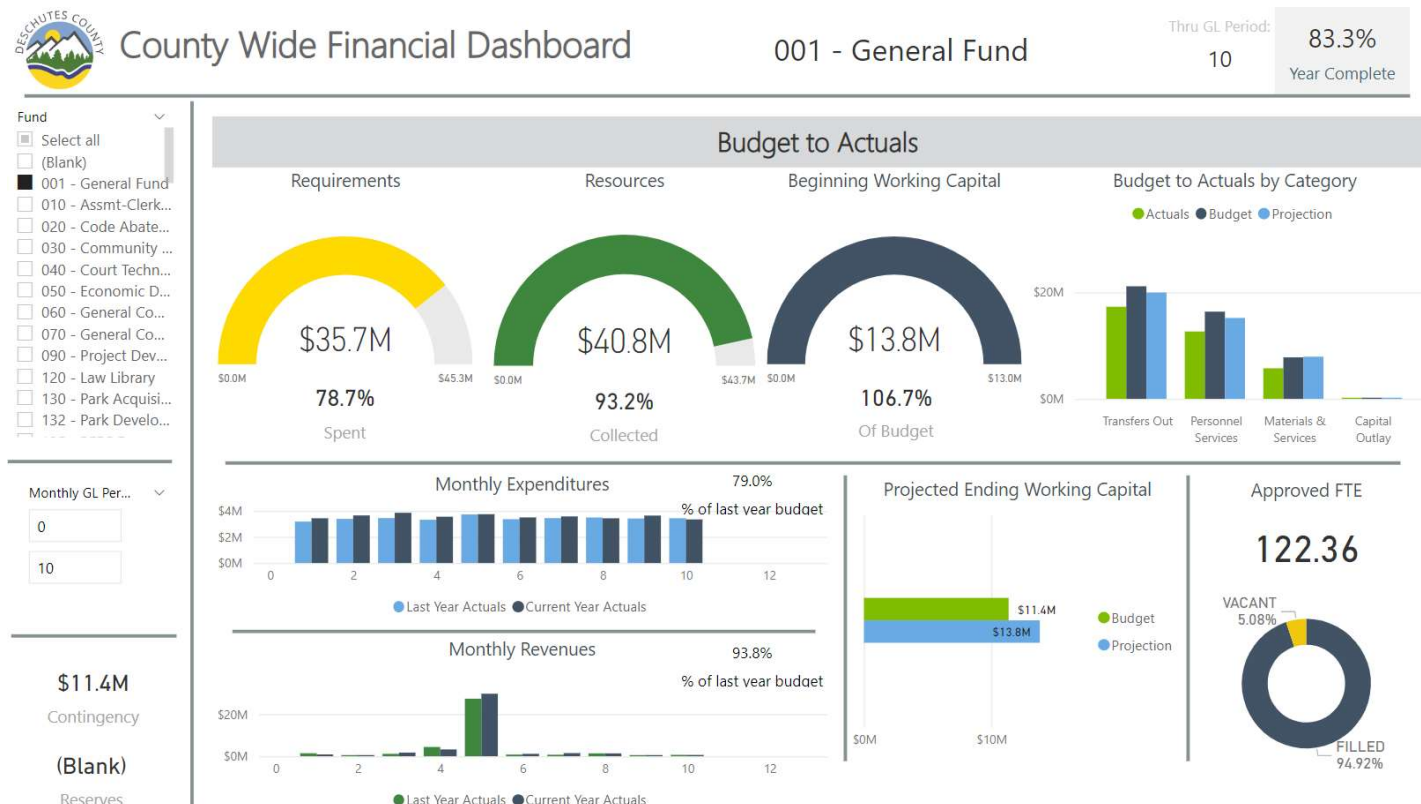 DESCHUTES COUNTY
County Wide Financial Dashboard
001 - General Fund
Thru GL Period:
10
83.3%
Year Complete
Fund
Select all
(Blank)
001 - General Fund
010 - Assmt-Clerk...
020 - Code Abate...
030 - Community ...
040 - Court Techn...
050 - Economic D...
060 - General Co...
070 - General Co...
090 - Project Dev...
120 - Law Library
130 - Park Acquisi...
132 - Park Develo...
Monthly GL Per...
0
10
$11.4M
Contingency
(Blank)
Reserves
Budget to Actuals
Requirements
$35.7M
$0.0M
$45.3M
78.7%
Spent
Resources
$40.8M
$0.0M
$43.7M
93.2%
Collected
Beginning Working Capital
$13.8M
$0.0M
$13.0M
106.7%
Of Budget
Budget to Actuals by Category
Actuals Budget Projection
$20M
$0M
Transfers Out
Personnel
Services
Materials &
Services
Capital
Outlay
Monthly Expenditures
79.0%
% of last year budget
$4M
$2M
$0M
0 2 4 6 8 10 12
Last Year Actuals Current Year Actuals
Monthly Revenues
93.8%
% of last year budget
$20M
$0M
0 2 4 6 8 10 12
Last Year Actuals Current Year Actuals
Projected Ending Working Capital
$11.4M
$13.8M
Budget
Projection
$0M
$10M
Approved FTE
122.36
VACANT
5.08%
FILLED
94.92%